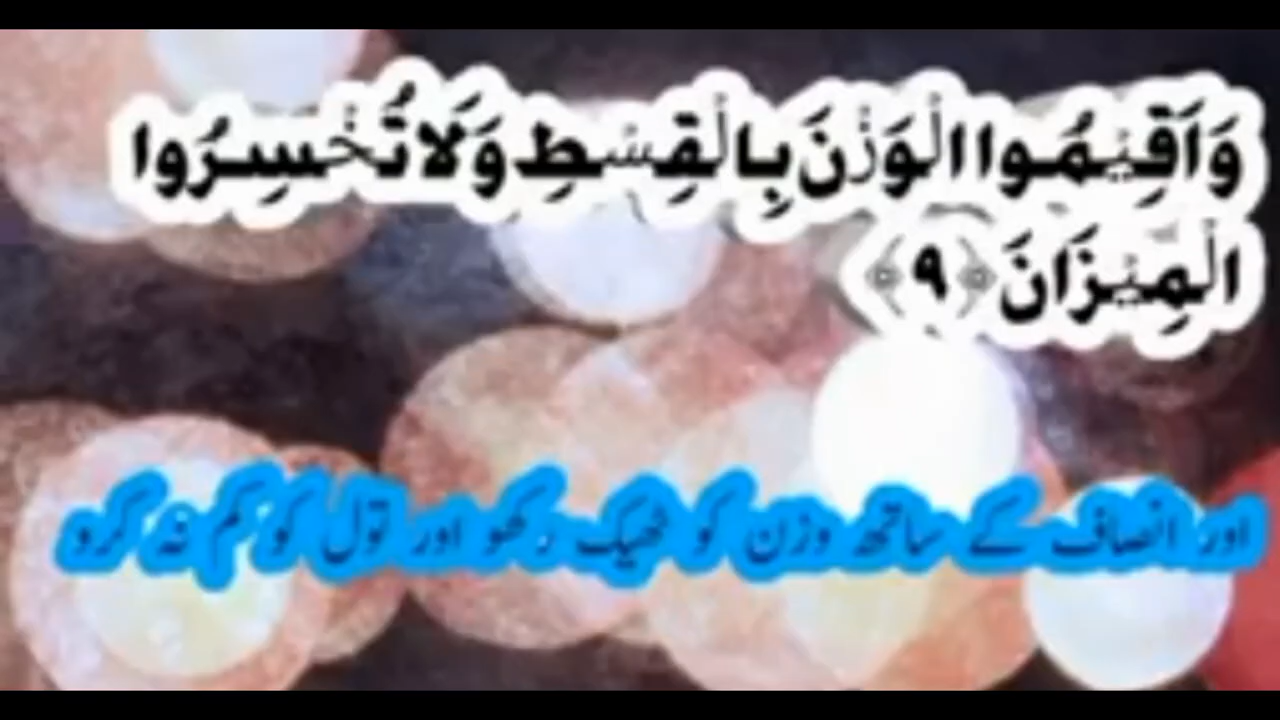 وَاَقِیۡمُوا الۡوَزۡنَ بِالۡقِسۡطِ وَلَا تُخۡسِرُوا
الۡمِیۡزَانَ ﴿۹﴾
اور انصاف کے ساتھ وزن کو ٹھیک رکھو اور تول کو کم نہ کرو